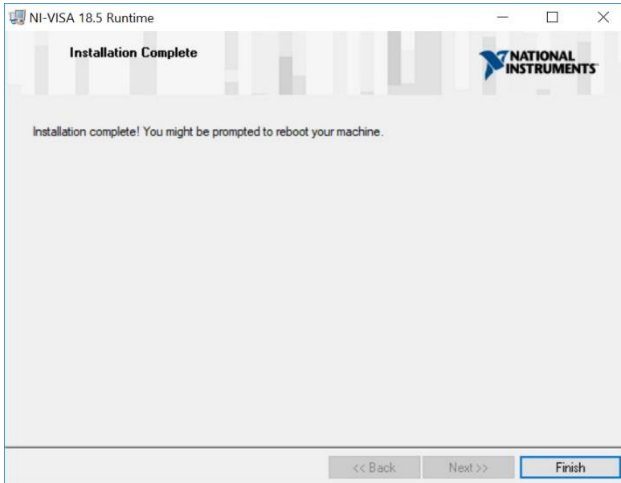 NI-VISA 18.5 Runtime
Installation Complete
NATIONAL
INSTRUMENTS
Installation complete! You might be prompted to reboot your machine.
<< Back
Next >>
Finish